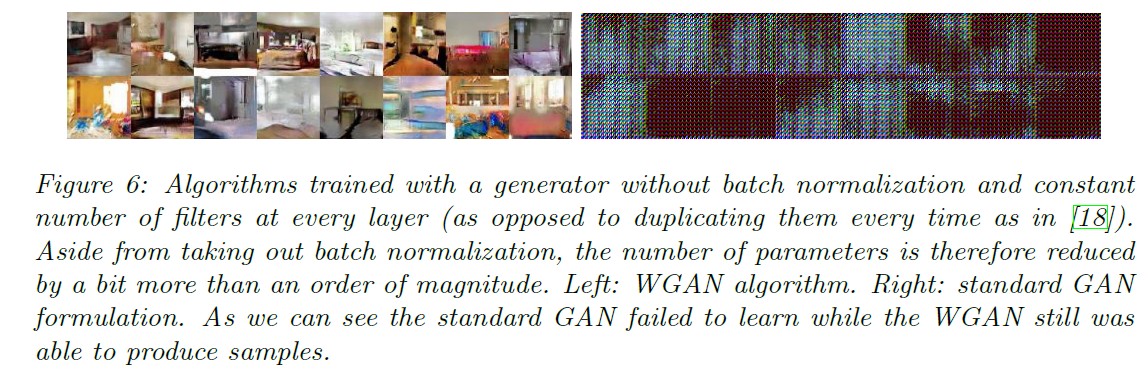 Figure 6: Algorithms trained with a generator without batch normalization and constant
number of filters at every layer (as opposed to duplicating them every time as in [18]).
Aside from taking out batch normalization, the number of parameters is therefore reduced
by a bit more than an order of magnitude. Left: WGAN algorithm. Right: standard GAN
formulation. As we can see the standard GAN failed to learn while the WGAN still was
able to produce samples.